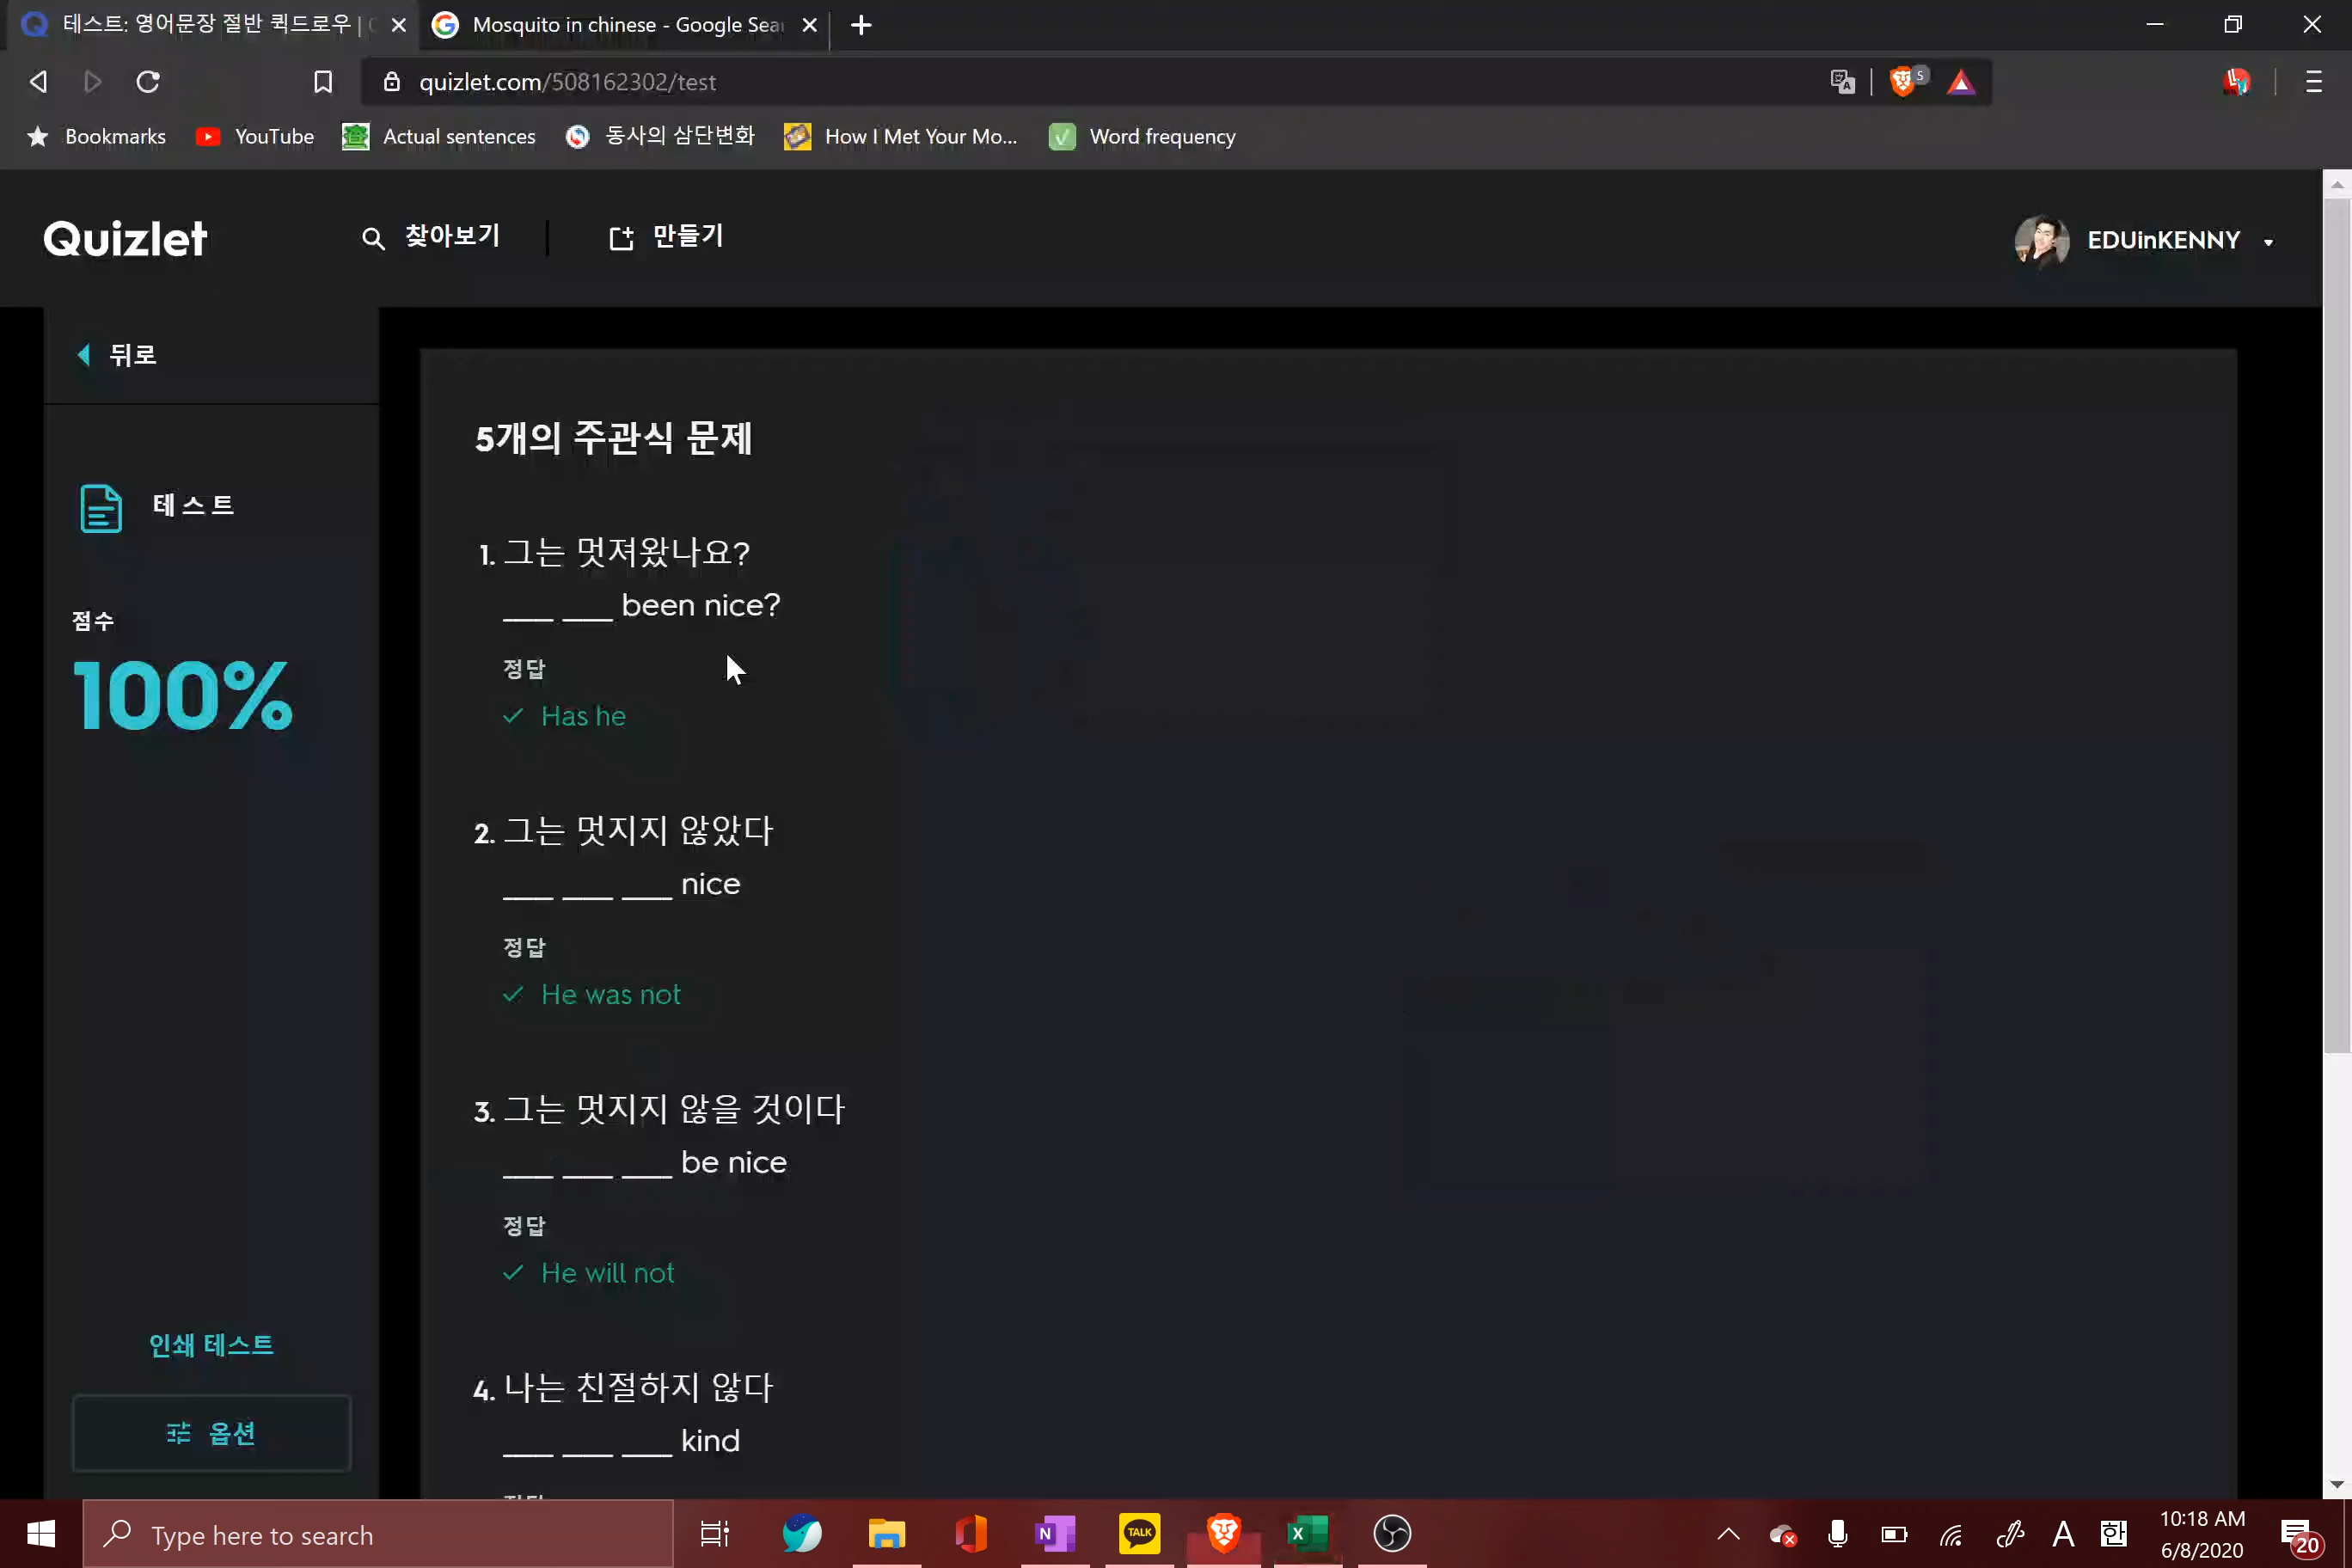 테스트: 영어문장 절반 퀵드로우 |
Mosquito in chinese - Google Sea
quizlet.com/508162302/test
5
Bookmarks YouTube Actual sentences 동사의 삼단변화 How I Met Your Mo... Word frequency
Quizlet 찾아보기 만들기 EDUinKENNY
뒤로
테스트
점수
100%
인쇄 테스트
옵션
5개의 주관식 문제
1. 그는 멋져왔나요?
___ ___ been nice?
정답
Has he
2. 그는 멋지지 않았다
___ ___ ___ nice
정답
He was not
3. 그는 멋지지 않을 것이다
___ ___ ___ be nice
정답
He will not
4. 나는 친절하지 않다
___ ___ ___ kind
Type here to search
N
TALK
X
A 한
10:18 AM
6/8/2020
20